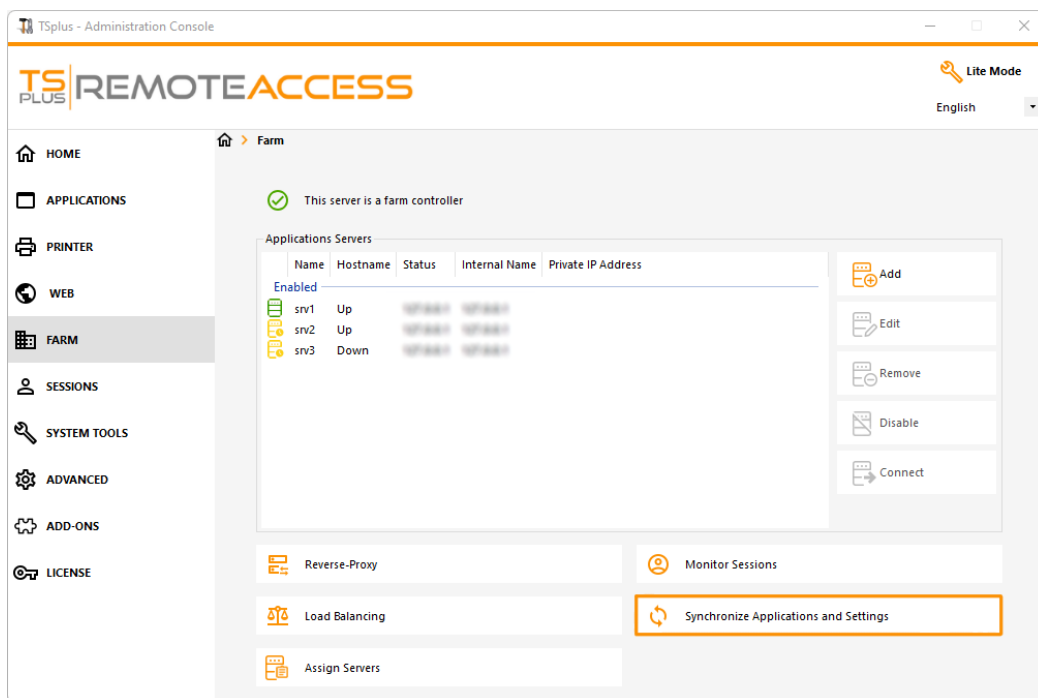 TSplus - Administration Console
TS PLUS REMOTEACCESS
Lite Mode
English
HOME
APPLICATIONS
PRINTER
WEB
FARM
SESSIONS
SYSTEM TOOLS
ADVANCED
ADD-ONS
LICENSE
> Farm
This server is a farm controller
Applications Servers
Name Hostname Status Internal Name Private IP Address
Enabled
srv1 Up
srv2 Up
srv3 Down
Add
Edit
Remove
Disable
Connect
Reverse-Proxy
Monitor Sessions
Load Balancing
Synchronize Applications and Settings
Assign Servers